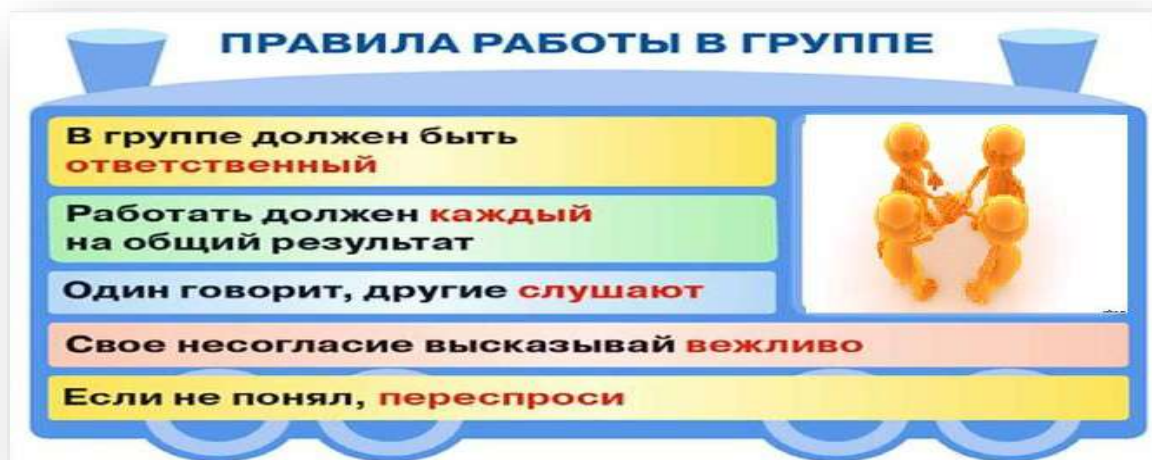 ПРАВИЛА РАБОТЫ В ГРУППЕ
В группе должен быть
ответственный
Работать должен каждый
на общий результат
Один говорит, другие слушают
Свое несогласие высказывай вежливо
Если не понял, переспроси